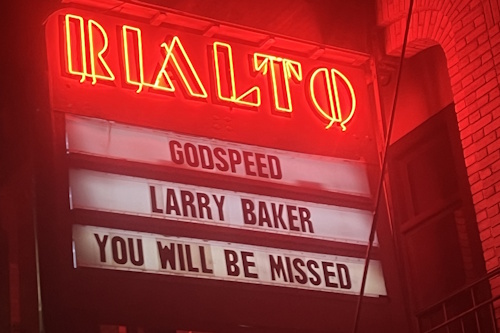 RIALTO
GODSPEED
LARRY BAKER
YOU WILL BE MISSED